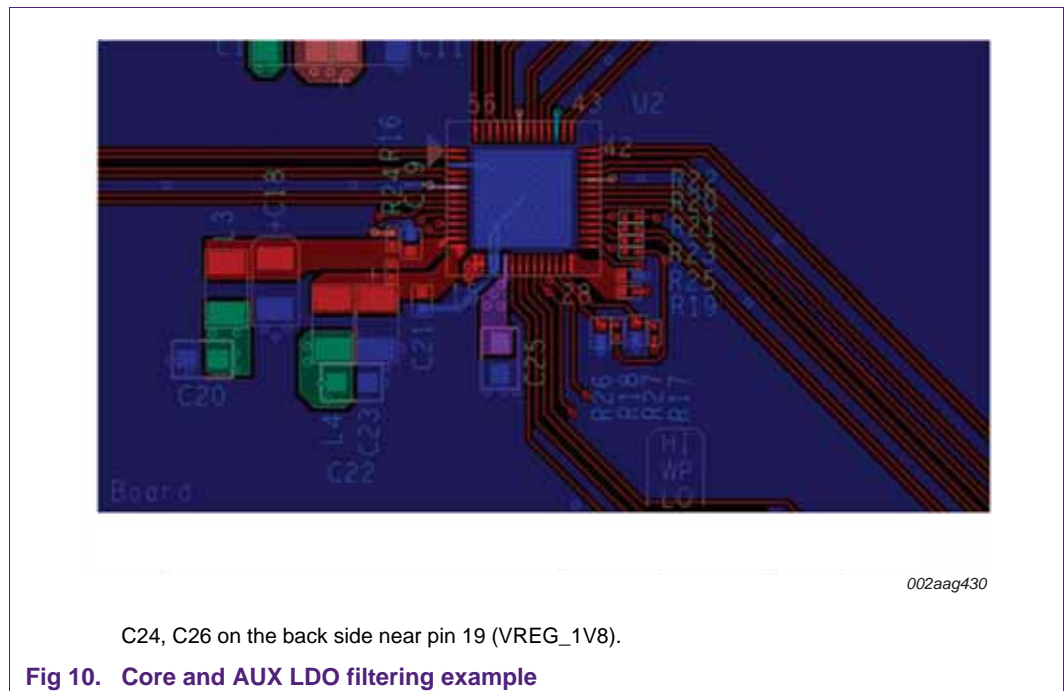 C11
56
43
U2
42
R16
R24
C19
+C18
L3
R21
R23
R25
R19
28
C21
C25
C20
L4
C23
C22
R26
R18
R27
R17
HI
WP
LO
Board
002aag430
C24, C26 on the back side near pin 19 (VREG_1V8).
Fig 10. Core and AUX LDO filtering example